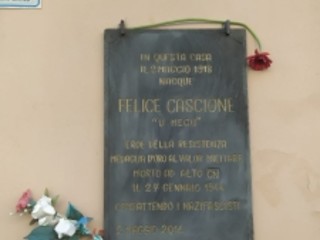 IN QUESTA CASA
IL 2 MAGGIO 1918
NACQUE
FELICE CASCIONE
"U MEGU"
EROE DELLA RESISTENZA
MEDAGLIA D'ORO AL VALOR MILITARE
MORTO AD ALTO CN
IL 27 GENNAIO 1944
COMBATTENDO I NAZIFASCISTI
2014